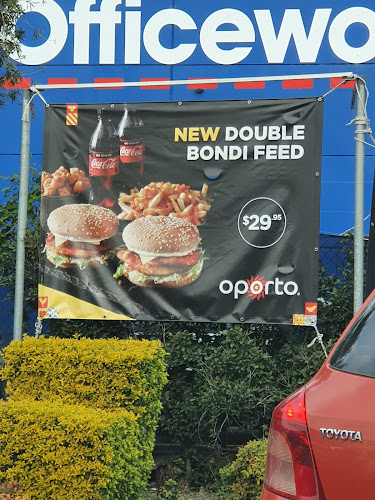 Officewo
NEW DOUBLE
BONDI FEED
Coca-Cola
Coca-Cola
$29.95
oporto.
TOYOTA